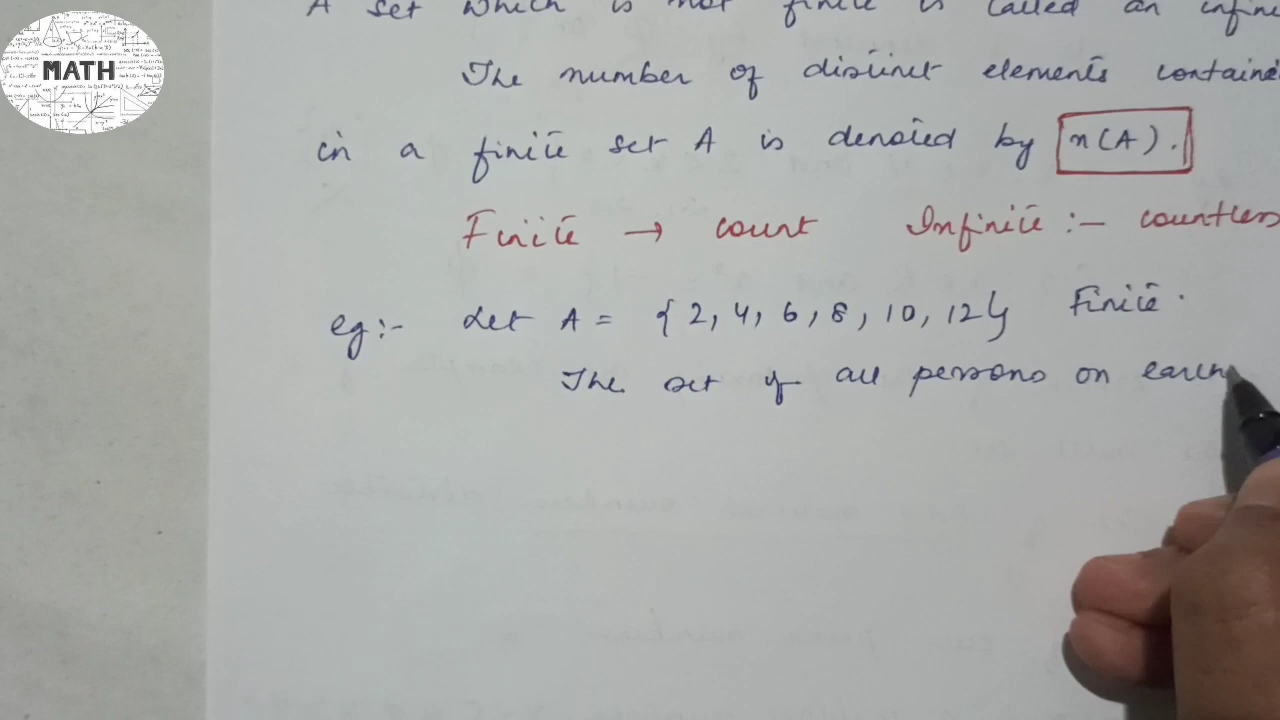 MATH
A set which is not finite is called an infini
The number of distinct elements containe
in a finite set A is denoted by n(A).
Finite → count Infinite :- countless
eg:- Let A = { 2, 4, 6, 8, 10, 12 } Finite.
The set of all persons on earth